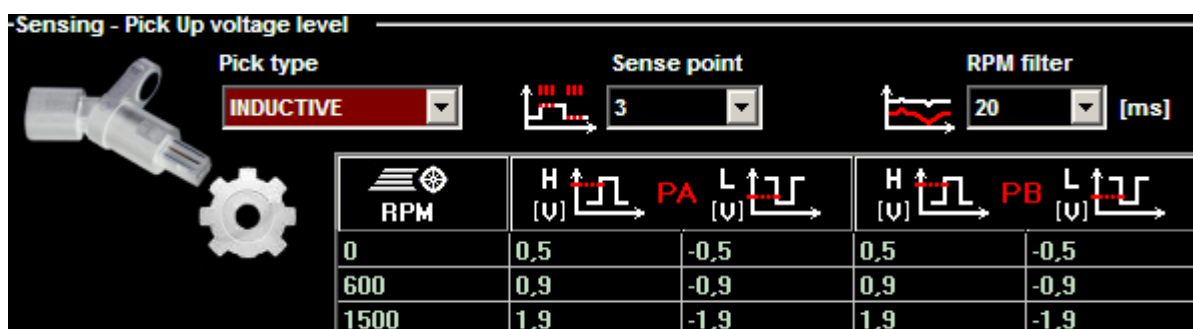 Sensing - Pick Up voltage level
Pick type Sense point RPM filter
INDUCTIVE 3 20 [ms]
RPM H [V] PA L [V] H [V] PB L [V]
0 0,5 -0,5 0,5 -0,5
600 0,9 -0,9 0,9 -0,9
1500 1,9 -1,9 1,9 -1,9